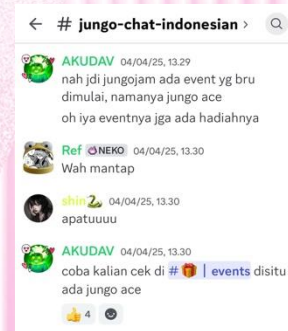 # jungo-chat-indonesian >
AKUDAV 04/04/25, 13.29
nah jdi jungojam ada event yg bru
dimulai, namanya jungo ace
oh iya eventnya jga ada hadiahnya
Ref NEKO 04/04/25, 13.30
Wah mantap
shin 04/04/25, 13.30
apatuuuu
AKUDAV 04/04/25, 13.30
coba kalian cek di # 🎁 | events disitu
ada jungo ace
👍 4